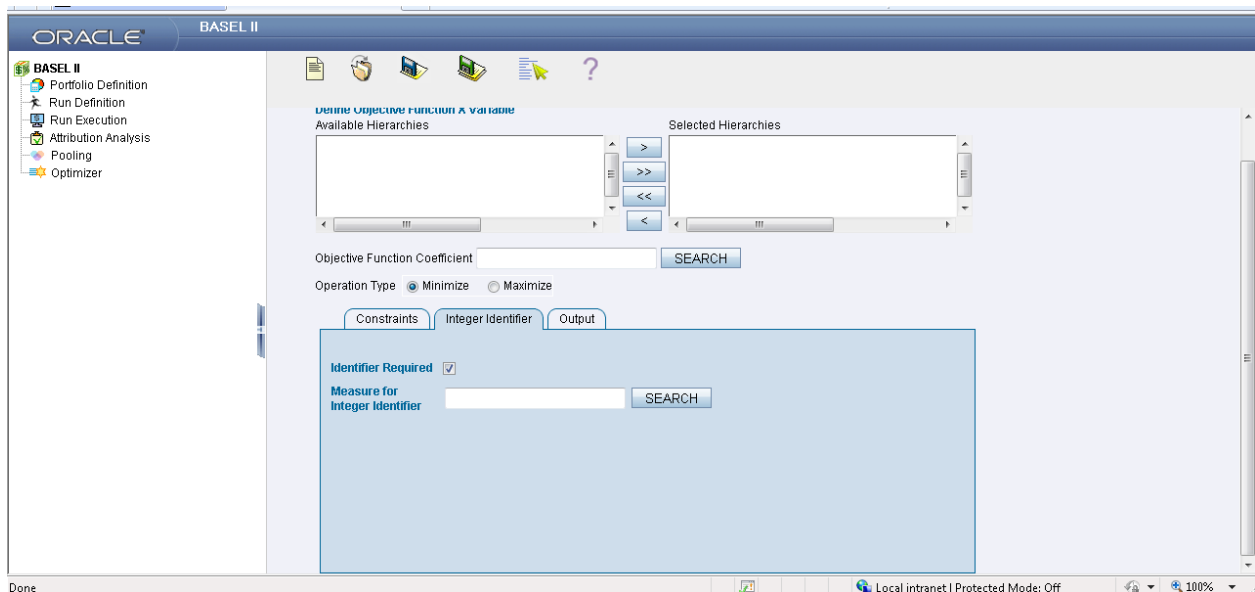 ORACLE
BASEL II
BASEL II
Portfolio Definition
Run Definition
Run Execution
Attribution Analysis
Pooling
Optimizer
?
Define Objective Function X Variable
Available Hierarchies
Selected Hierarchies
>
>>
<<
<
Objective Function Coefficient
SEARCH
Operation Type Minimize Maximize
Constraints
Integer Identifier
Output
Identifier Required
Measure for
Integer Identifier
SEARCH
Done
Local intranet | Protected Mode: Off
100%